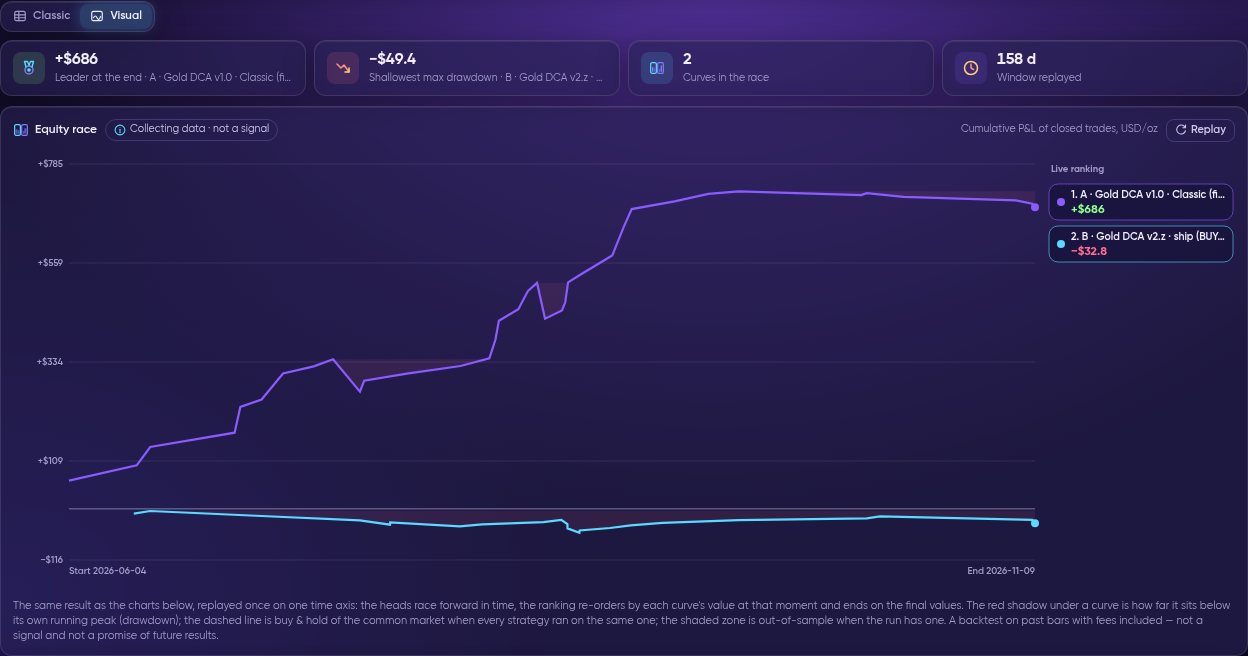 Classic
Visual
+$686
Leader at the end · A · Gold DCA v1.0 · Classic (fi...
−$49.4
Shallowest max drawdown · B · Gold DCA v2.z · ...
2
Curves in the race
158 d
Window replayed
Equity race
Collecting data · not a signal
Cumulative P&L of closed trades, USD/oz
Replay
+$785
+$559
+$334
+$109
−$116
Start 2026-06-04
End 2026-11-09
Live ranking
1. A · Gold DCA v1.0 · Classic (fi...
+$686
2. B · Gold DCA v2.z · ship (BUY...
−$32.8
The same result as the charts below, replayed once on one time axis: the heads race forward in time, the ranking re-orders by each curve's value at that moment and ends on the final values. The red shadow under a curve is how far it sits below
its own running peak (drawdown); the dashed line is buy & hold of the common market when every strategy ran on the same one; the shaded zone is out-of-sample when the run has one. A backtest on past bars with fees included — not a
signal and not a promise of future results.